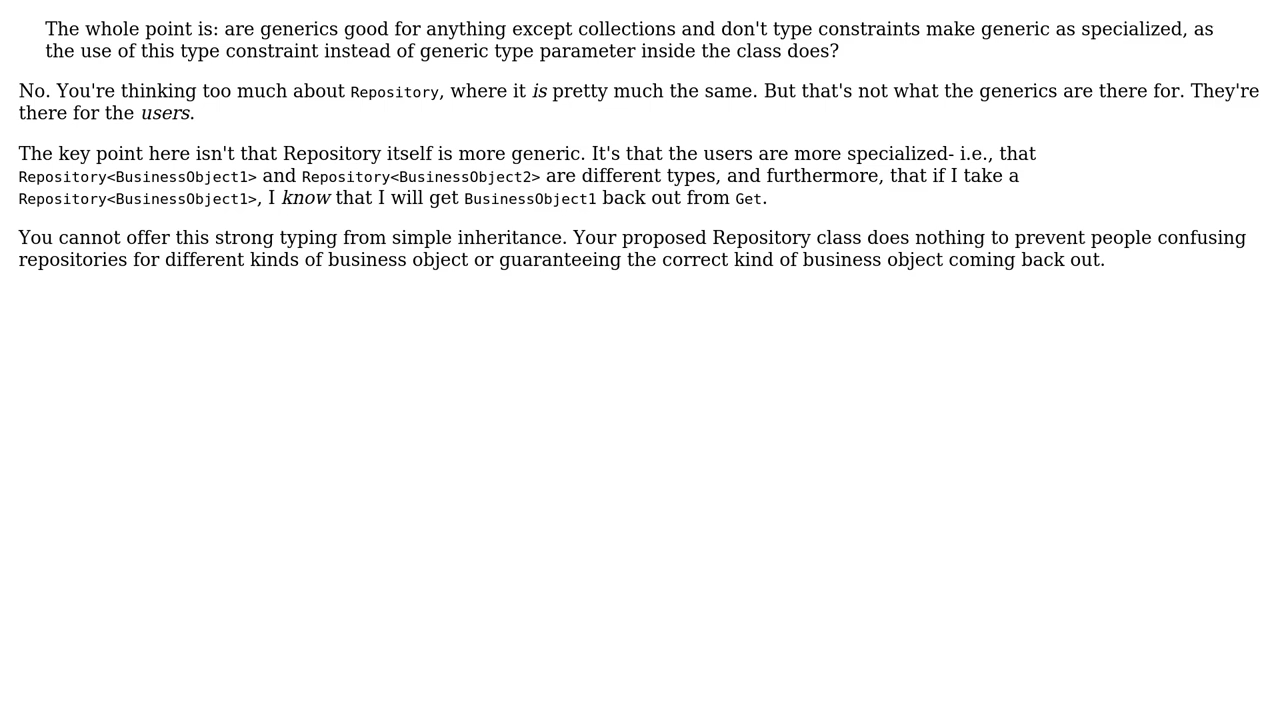 The whole point is: are generics good for anything except collections and don't type constraints make generic as specialized, as
the use of this type constraint instead of generic type parameter inside the class does?
No. You're thinking too much about Repository, where it is pretty much the same. But that's not what the generics are there for. They're
there for the users.
The key point here isn't that Repository itself is more generic. It's that the users are more specialized- i.e., that
Repository<BusinessObject1> and Repository<BusinessObject2> are different types, and furthermore, that if I take a
Repository<BusinessObject1>, I know that I will get BusinessObject1 back out from Get.
You cannot offer this strong typing from simple inheritance. Your proposed Repository class does nothing to prevent people confusing
repositories for different kinds of business object or guaranteeing the correct kind of business object coming back out.